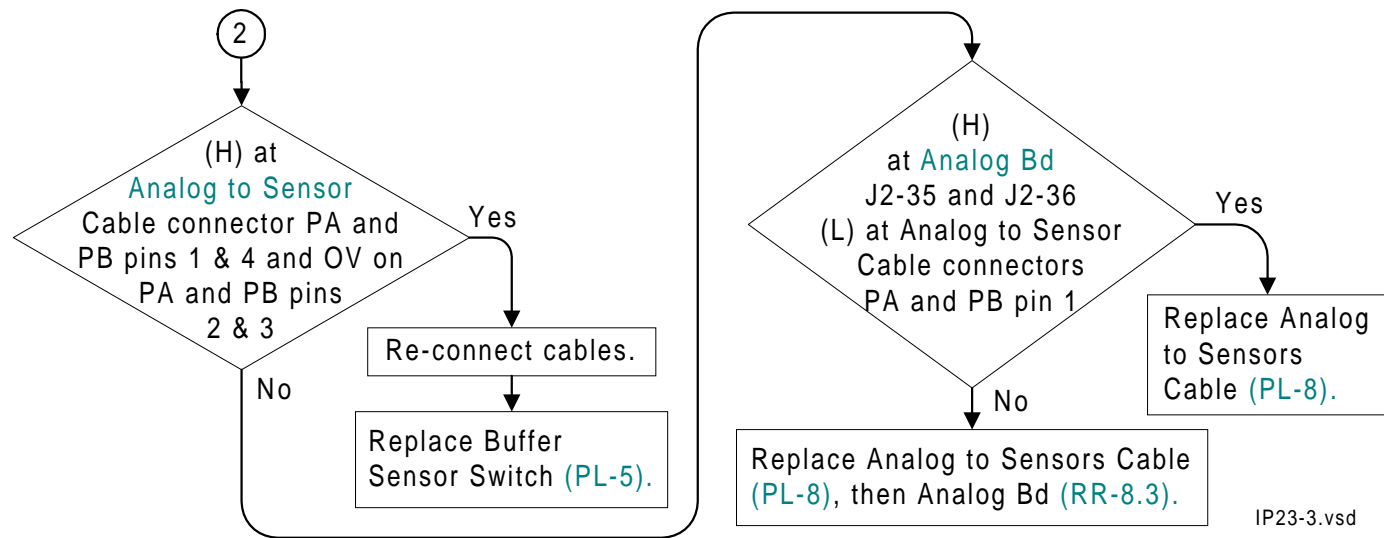 2
(H) at
Analog to Sensor
Cable connector PA and
PB pins 1 & 4 and OV on
PA and PB pins
2 & 3
Yes
No
Re-connect cables.
Replace Buffer
Sensor Switch (PL-5).
(H)
at Analog Bd
J2-35 and J2-36
(L) at Analog to Sensor
Cable connectors
PA and PB pin 1
Yes
No
Replace Analog
to Sensors
Cable (PL-8).
Replace Analog to Sensors Cable
(PL-8), then Analog Bd (RR-8.3).
IP23-3.vsd